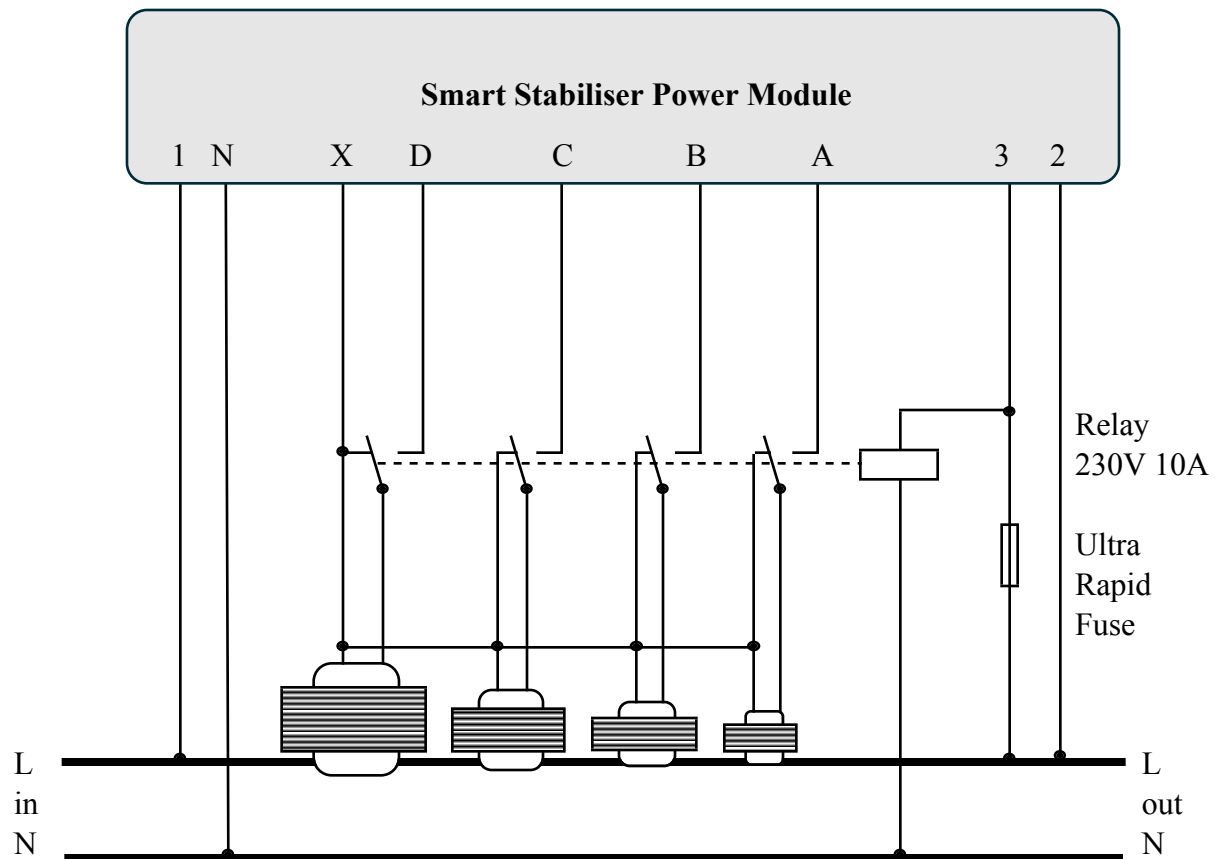 Smart Stabiliser Power Module
1 N X D C B A 3 2
Relay
230V 10A
Ultra
Rapid
Fuse
L
in
N
L
out
N